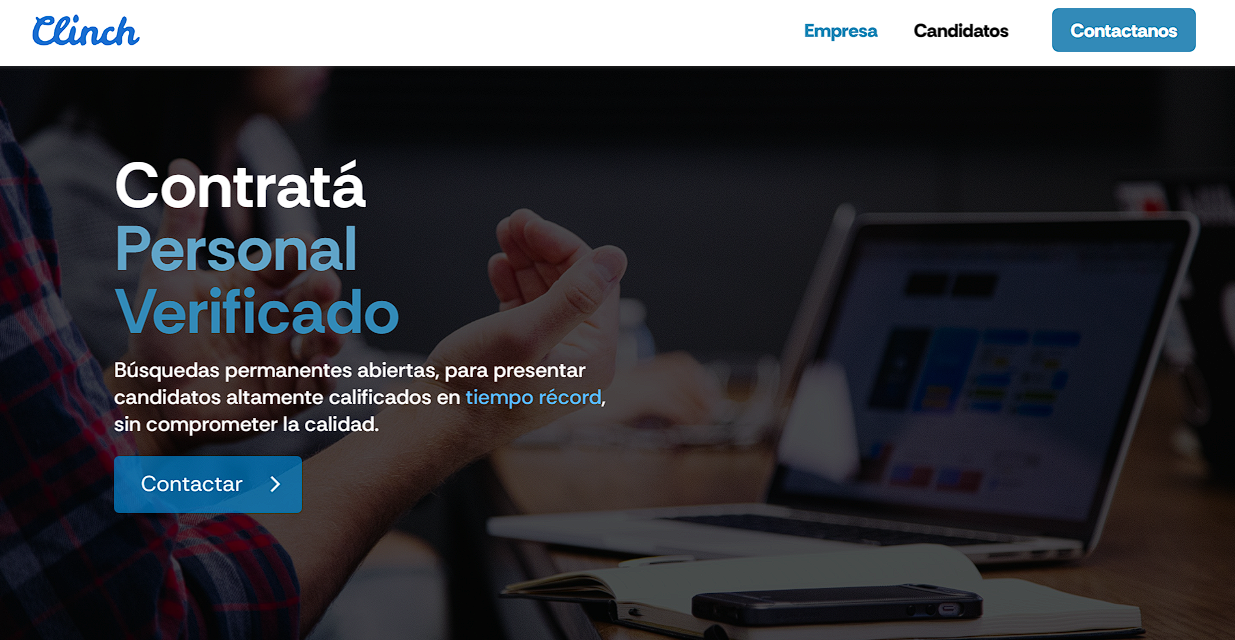 Clinch
Empresa
Candidatos
Contactanos
Contratá
Personal
Verificado
Búsquedas permanentes abiertas, para presentar
candidatos altamente calificados en tiempo récord,
sin comprometer la calidad.
Contactar